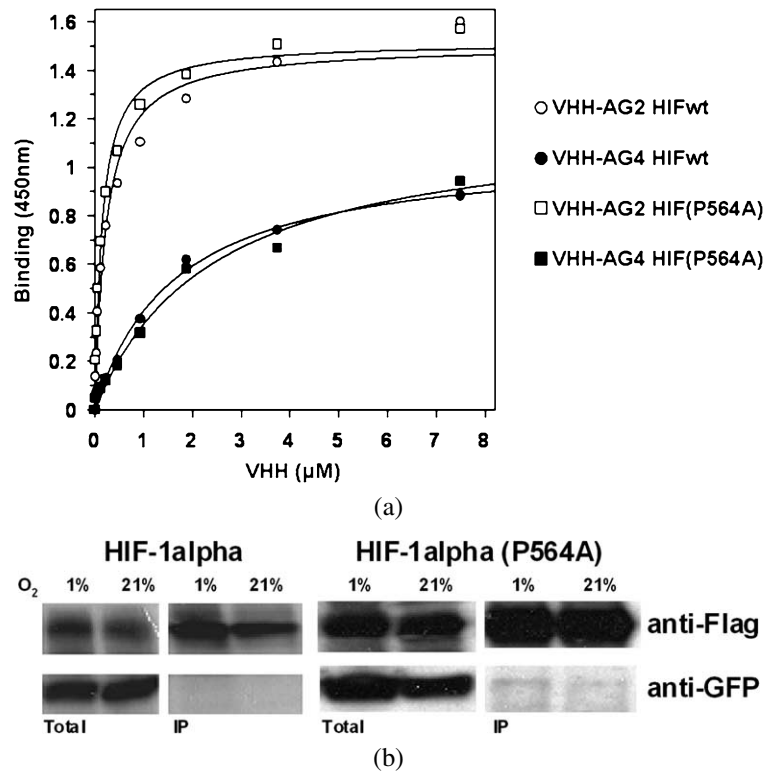 1.6
1.4
1.2
1
0.8
0.6
0.4
0.2
0
Binding (450nm)
0 1 2 3 4 5 6 7 8
VHH (µM)
VHH-AG2 HIFwt
VHH-AG4 HIFwt
VHH-AG2 HIF(P564A)
VHH-AG4 HIF(P564A)
(a)
HIF-1alpha HIF-1alpha (P564A)
O2 1% 21% 1% 21% 1% 21% 1% 21%
anti-Flag
anti-GFP
Total IP Total IP
(b)